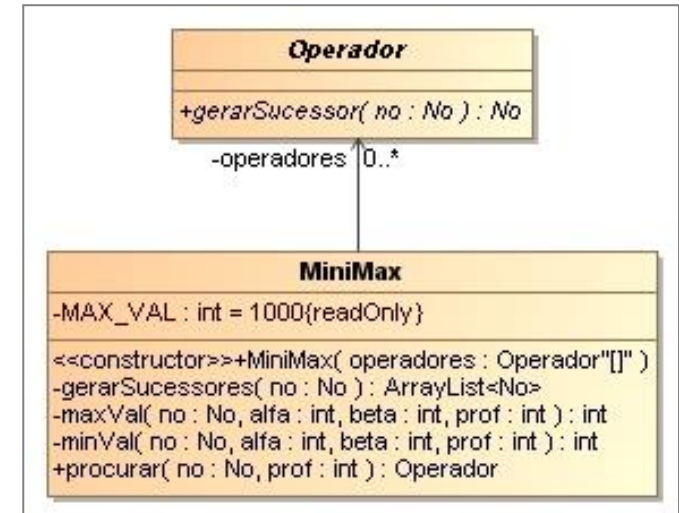 Operador
+gerarSucessor( no : No ) : No
-operadores 0..*
MiniMax
-MAX_VAL : int = 1000{readOnly}
<<constructor>>+MiniMax( operadores : Operador"[]" )
-gerarSucessores( no : No ) : ArrayList<No>
-maxVal( no : No, alfa : int, beta : int, prof : int ) : int
-minVal( no : No, alfa : int, beta : int, prof : int ) : int
+procurar( no : No, prof : int ) : Operador